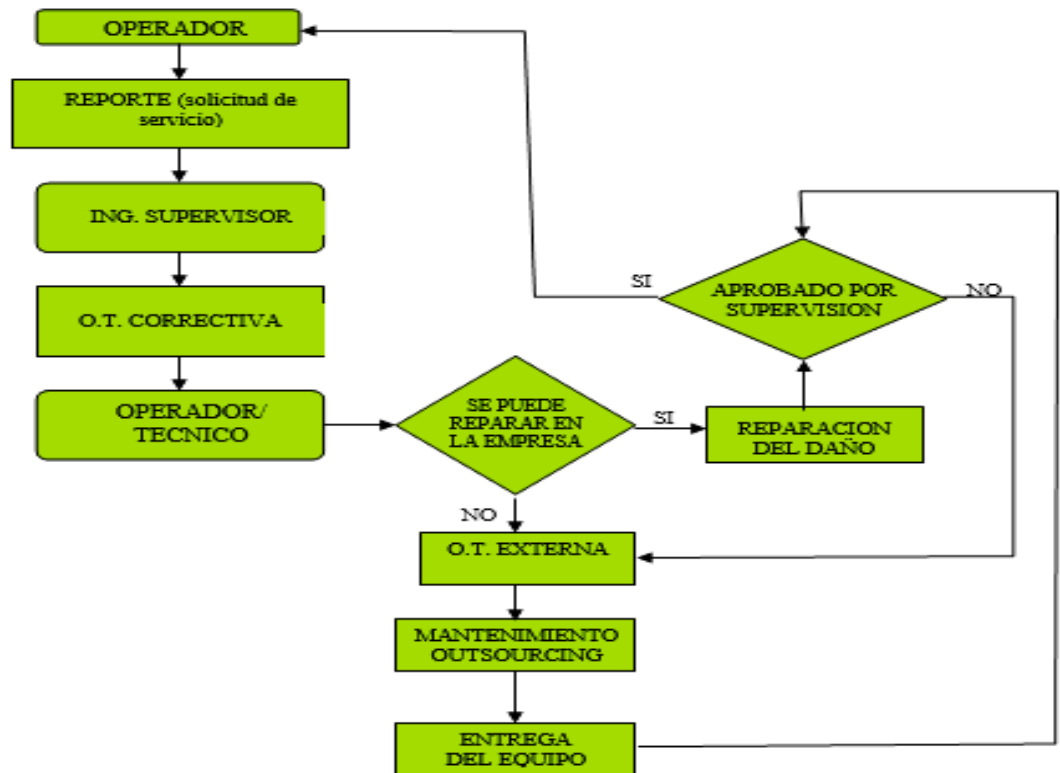 OPERADOR
REPORTE (solicitud de
servicio)
ING. SUPERVISOR
O.T. CORRECTIVA
OPERADOR/
TECNICO
SE PUEDE
REPARAR EN
LA EMPRESA
SI
REPARACION
DEL DAÑO
APROBADO POR
SUPERVISION
SI
NO
NO
O.T. EXTERNA
MANTENIMIENTO
OUTSOURCING
ENTREGA
DEL EQUIPO